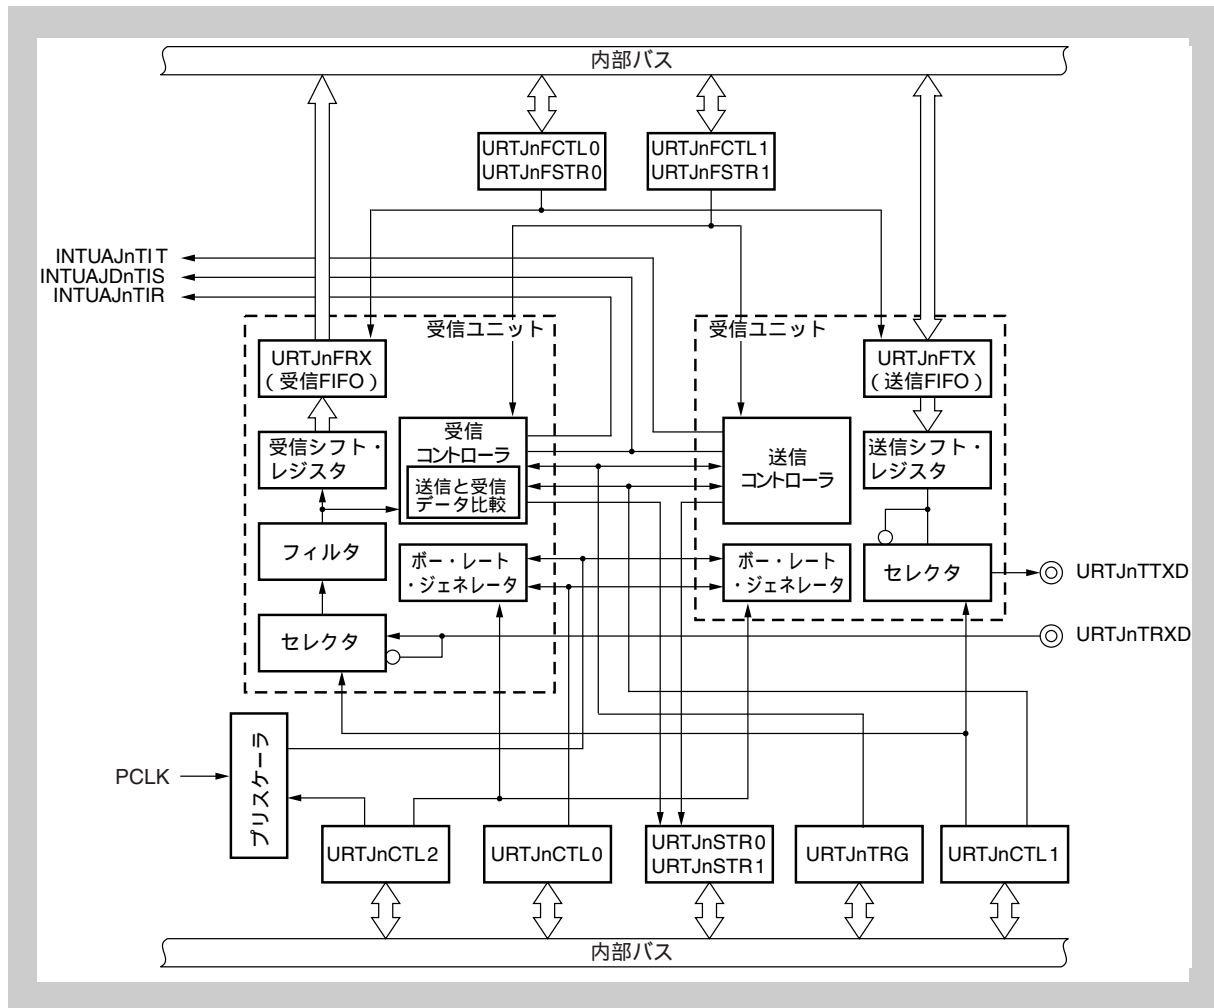 内部バス
URTJnFCTL0
URTJnFSTR0
URTJnFCTL1
URTJnFSTR1
INTUAJnTIT
INTUAJDnTIS
INTUAJnTIR
受信ユニット
受信ユニット
URTJnFRX
(受信FIFO)
URTJnFTX
(送信FIFO)
受信シフト・
レジスタ
受信
コントローラ
送信と受信
データ比較
送信
コントローラ
送信シフト・
レジスタ
フィルタ
ボー・レート
・ジェネレータ
ボー・レート
・ジェネレータ
セレクタ
URTJnTTXD
セレクタ
URTJnTRXD
PCLK
プリスケーラ
URTJnCTL2
URTJnCTL0
URTJnSTR0
URTJnSTR1
URTJnTRG
URTJnCTL1
内部バス